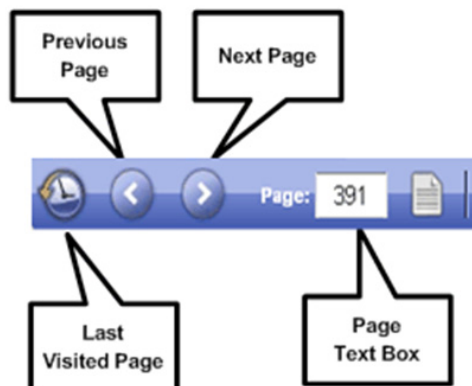 Previous
Page
Next Page
Page: 391
Last
Visited Page
Page
Text Box